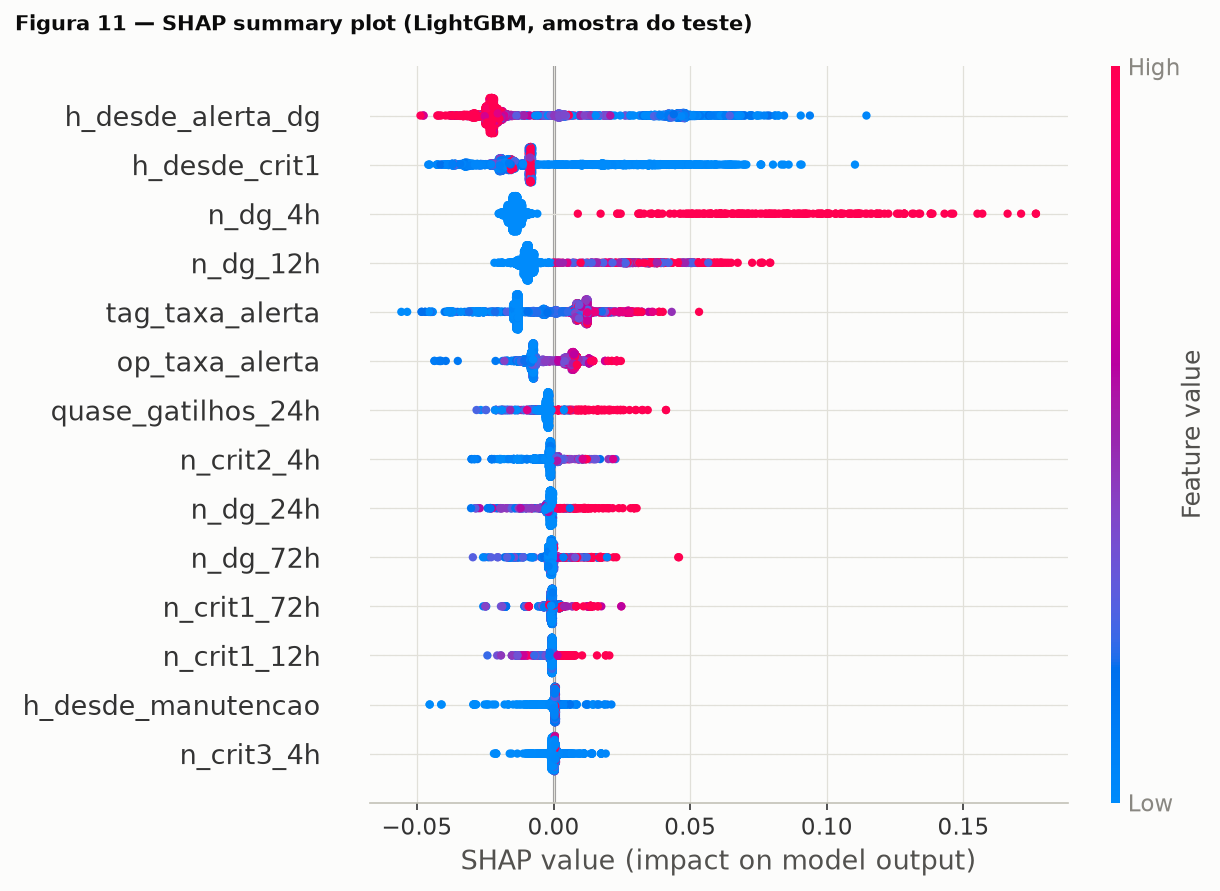 Figura 11 — SHAP summary plot (LightGBM, amostra do teste)
High
h_desde_alerta_dg
h_desde_crit1
n_dg_4h
n_dg_12h
tag_taxa_alerta
op_taxa_alerta
quase_gatilhos_24h
n_crit2_4h
n_dg_24h
n_dg_72h
n_crit1_72h
n_crit1_12h
h_desde_manutencao
n_crit3_4h
Feature value
Low
−0.05 0.00 0.05 0.10 0.15
SHAP value (impact on model output)